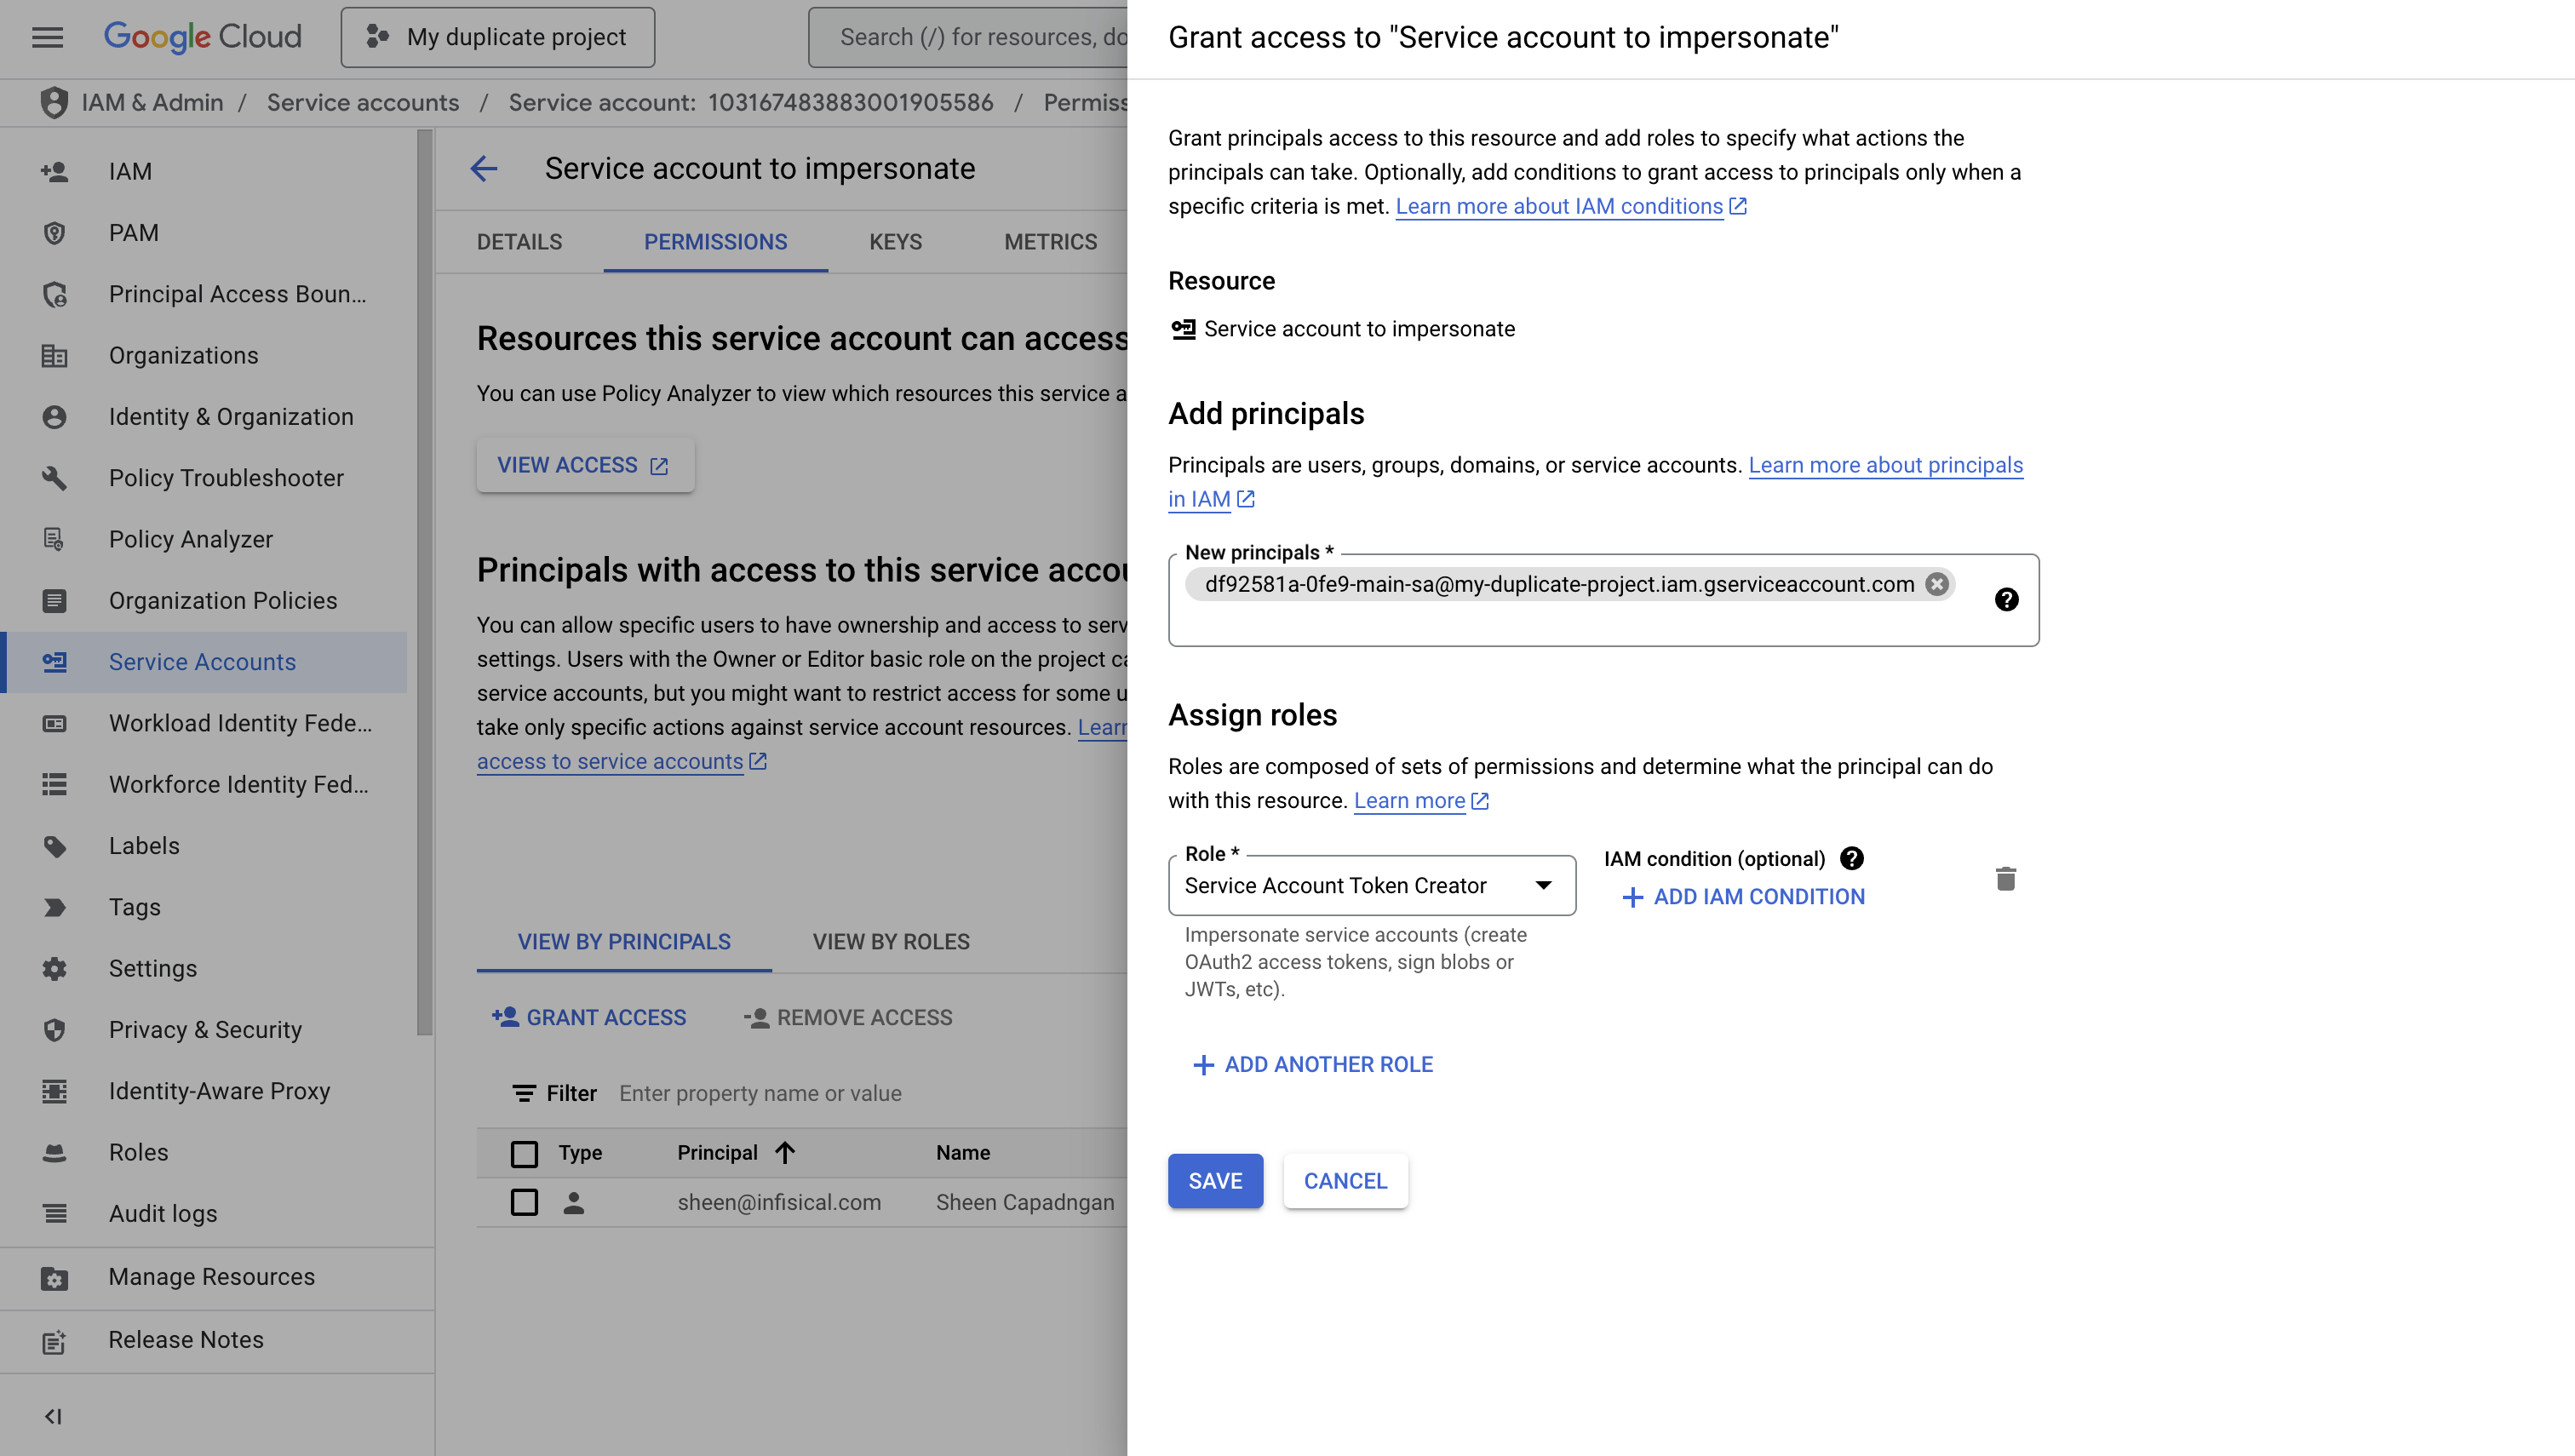 Google Cloud
My duplicate project
Search (/) for resources, do
IAM & Admin / Service accounts / Service account: 103167483883001905586 / Permiss
IAM
PAM
Principal Access Boun...
Organizations
Identity & Organization
Policy Troubleshooter
Policy Analyzer
Organization Policies
Service Accounts
Workload Identity Fede...
Workforce Identity Fed...
Labels
Tags
Settings
Privacy & Security
Identity-Aware Proxy
Roles
Audit logs
Manage Resources
Release Notes
Service account to impersonate
DETAILS PERMISSIONS KEYS METRICS
Resources this service account can access
You can use Policy Analyzer to view which resources this service a
VIEW ACCESS
Principals with access to this service accou
You can allow specific users to have ownership and access to serv
settings. Users with the Owner or Editor basic role on the project ca
service accounts, but you might want to restrict access for some u
take only specific actions against service account resources. Learn
access to service accounts
VIEW BY PRINCIPALS VIEW BY ROLES
GRANT ACCESS REMOVE ACCESS
Filter Enter property name or value
Type Principal Name
sheen@infisical.com Sheen Capadngan
Grant access to "Service account to impersonate"
Grant principals access to this resource and add roles to specify what actions the
principals can take. Optionally, add conditions to grant access to principals only when a
specific criteria is met. Learn more about IAM conditions
Resource
Service account to impersonate
Add principals
Principals are users, groups, domains, or service accounts. Learn more about principals
in IAM
New principals *
df92581a-0fe9-main-sa@my-duplicate-project.iam.gserviceaccount.com
Assign roles
Roles are composed of sets of permissions and determine what the principal can do
with this resource. Learn more
Role *
Service Account Token Creator
IAM condition (optional)
+ ADD IAM CONDITION
Impersonate service accounts (create
OAuth2 access tokens, sign blobs or
JWTs, etc).
+ ADD ANOTHER ROLE
SAVE CANCEL